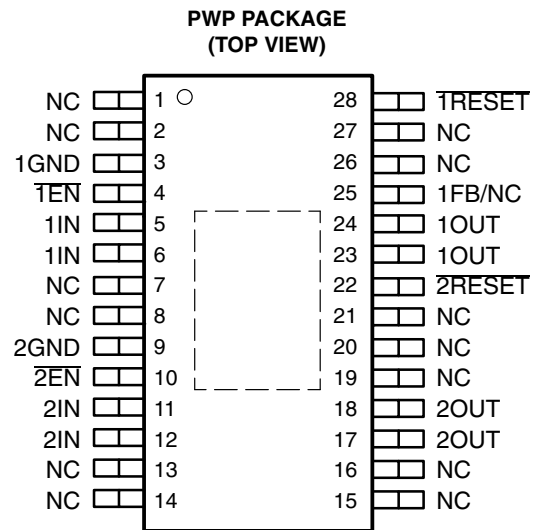 PWP PACKAGE
(TOP VIEW)
NC 1 28 1RESET
NC 2 27 NC
1GND 3 26 NC
1EN 4 25 1FB/NC
1IN 5 24 1OUT
1IN 6 23 1OUT
NC 7 22 2RESET
NC 8 21 NC
2GND 9 20 NC
2EN 10 19 NC
2IN 11 18 2OUT
2IN 12 17 2OUT
NC 13 16 NC
NC 14 15 NC